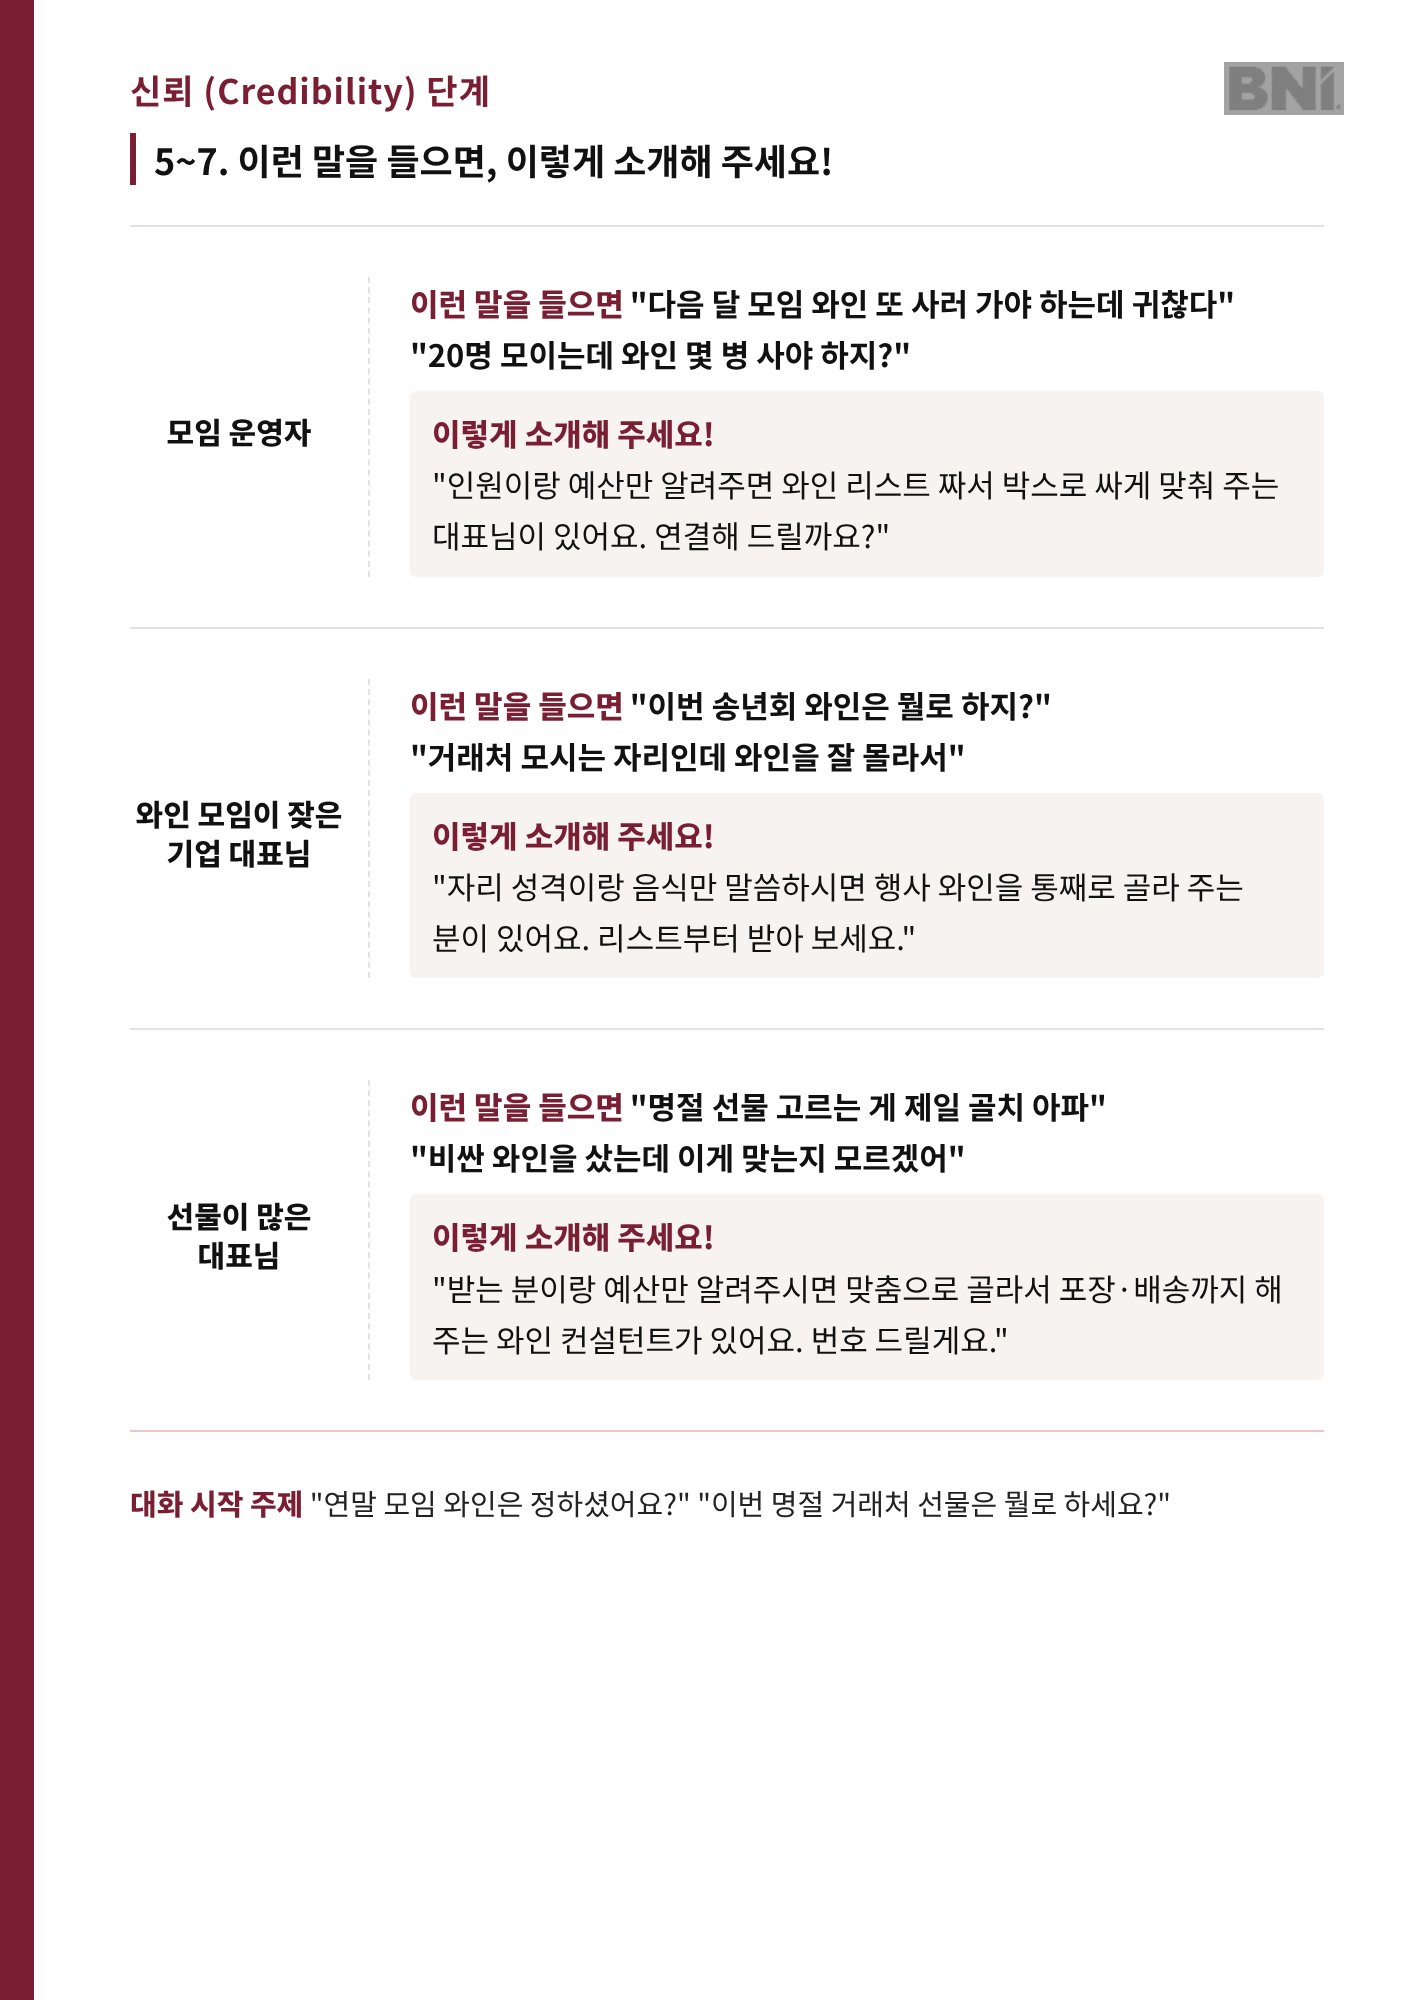 신뢰 (Credibility) 단계
BNI.
5~7. 이런 말을 들으면, 이렇게 소개해 주세요!
모임 운영자
이런 말을 들으면 "다음 달 모임 와인 또 사러 가야 하는데 귀찮다"
"20명 모이는데 와인 몇 병 사야 하지?"
이렇게 소개해 주세요!
"인원이랑 예산만 알려주면 와인 리스트 짜서 박스로 싸게 맞춰 주는
대표님이 있어요. 연결해 드릴까요?"
와인 모임이 잦은
기업 대표님
이런 말을 들으면 "이번 송년회 와인은 뭘로 하지?"
"거래처 모시는 자리인데 와인을 잘 몰라서"
이렇게 소개해 주세요!
"자리 성격이랑 음식만 말씀하시면 행사 와인을 통째로 골라 주는
분이 있어요. 리스트부터 받아 보세요."
선물이 많은
대표님
이런 말을 들으면 "명절 선물 고르는 게 제일 골치 아파"
"비싼 와인을 샀는데 이게 맞는지 모르겠어"
이렇게 소개해 주세요!
"받는 분이랑 예산만 알려주시면 맞춤으로 골라서 포장·배송까지 해
주는 와인 컨설턴트가 있어요. 번호 드릴게요."
대화 시작 주제 "연말 모임 와인은 정하셨어요?" "이번 명절 거래처 선물은 뭘로 하세요?"